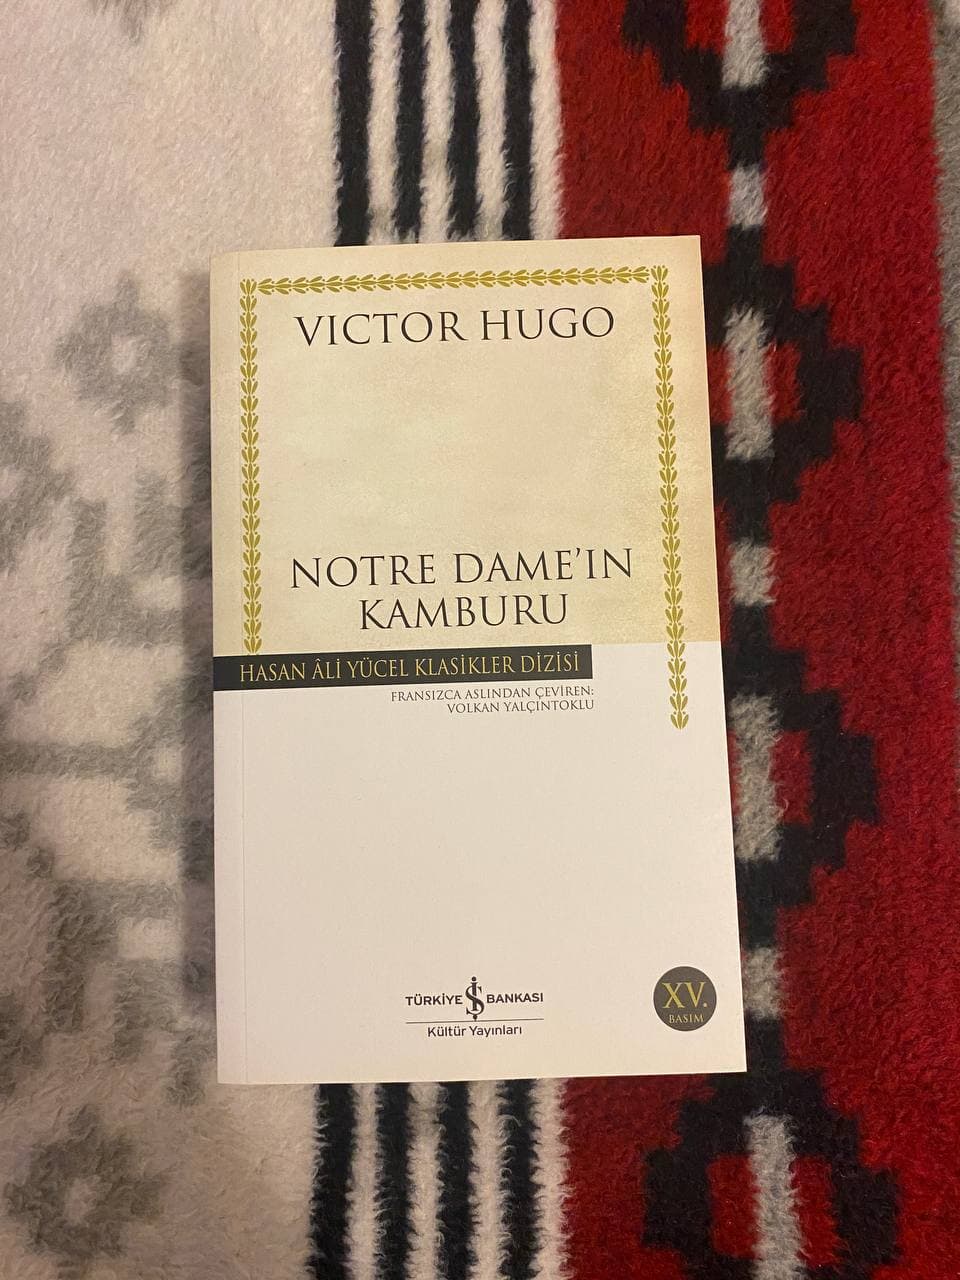 VICTOR HUGO
NOTRE DAME'IN
KAMBURU
HASAN ÂLİ YÜCEL KLASİKLER DİZİSİ
FRANSIZCA ASLINDAN ÇEVİREN:
VOLKAN YALÇINTOKLU
TÜRKİYE İŞ BANKASI
Kültür Yayınları
XV.
BASIM